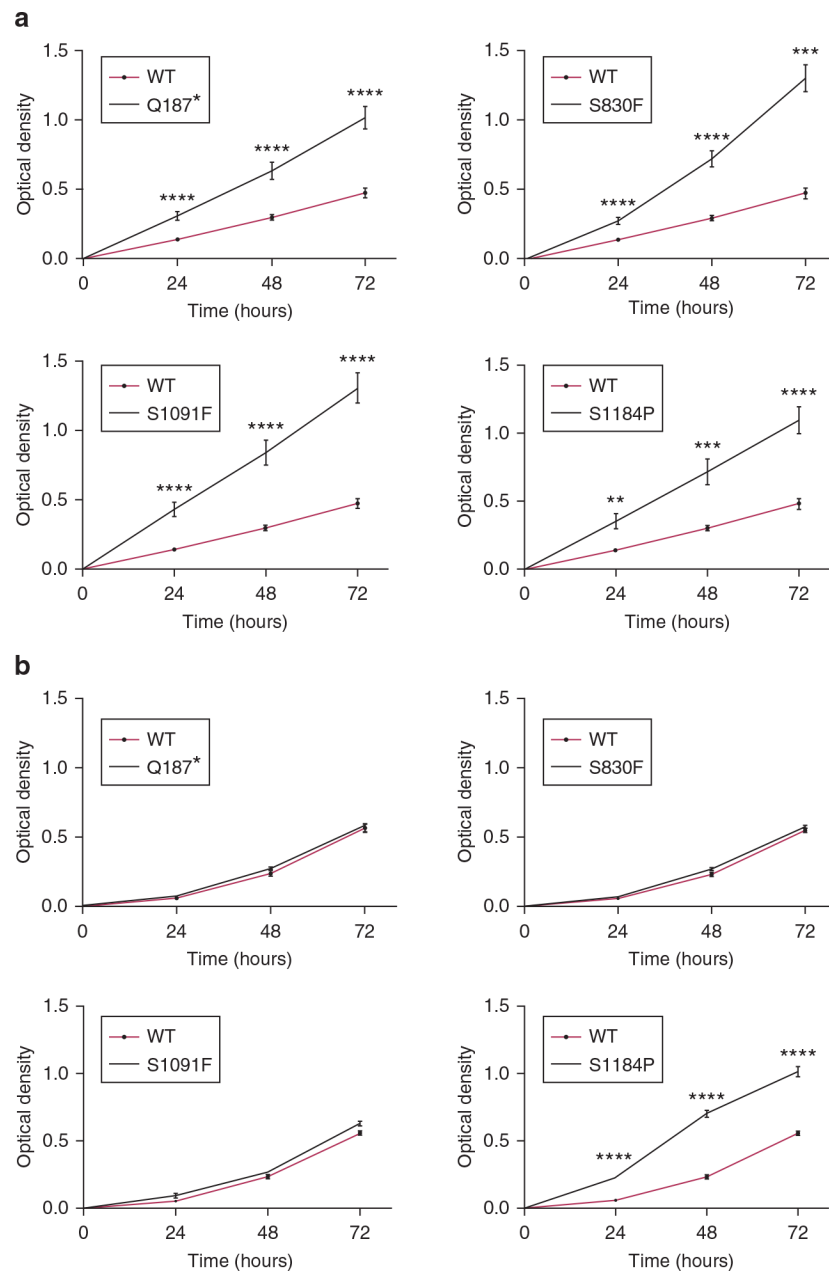 a
1.5
1.0
0.5
0.0
Optical density
WT
Q187*
****
****
****
0
24
48
72
Time (hours)
1.5
1.0
0.5
0.0
Optical density
WT
S830F
****
****
***
0
24
48
72
Time (hours)
1.5
1.0
0.5
0.0
Optical density
WT
S1091F
****
****
****
0
24
48
72
Time (hours)
1.5
1.0
0.5
0.0
Optical density
WT
S1184P
**
***
****
0
24
48
72
Time (hours)
b
1.5
1.0
0.5
0.0
Optical density
WT
Q187*
0
24
48
72
Time (hours)
1.5
1.0
0.5
0.0
Optical density
WT
S830F
0
24
48
72
Time (hours)
1.5
1.0
0.5
0.0
Optical density
WT
S1091F
0
24
48
72
Time (hours)
1.5
1.0
0.5
0.0
Optical density
WT
S1184P
****
****
****
0
24
48
72
Time (hours)